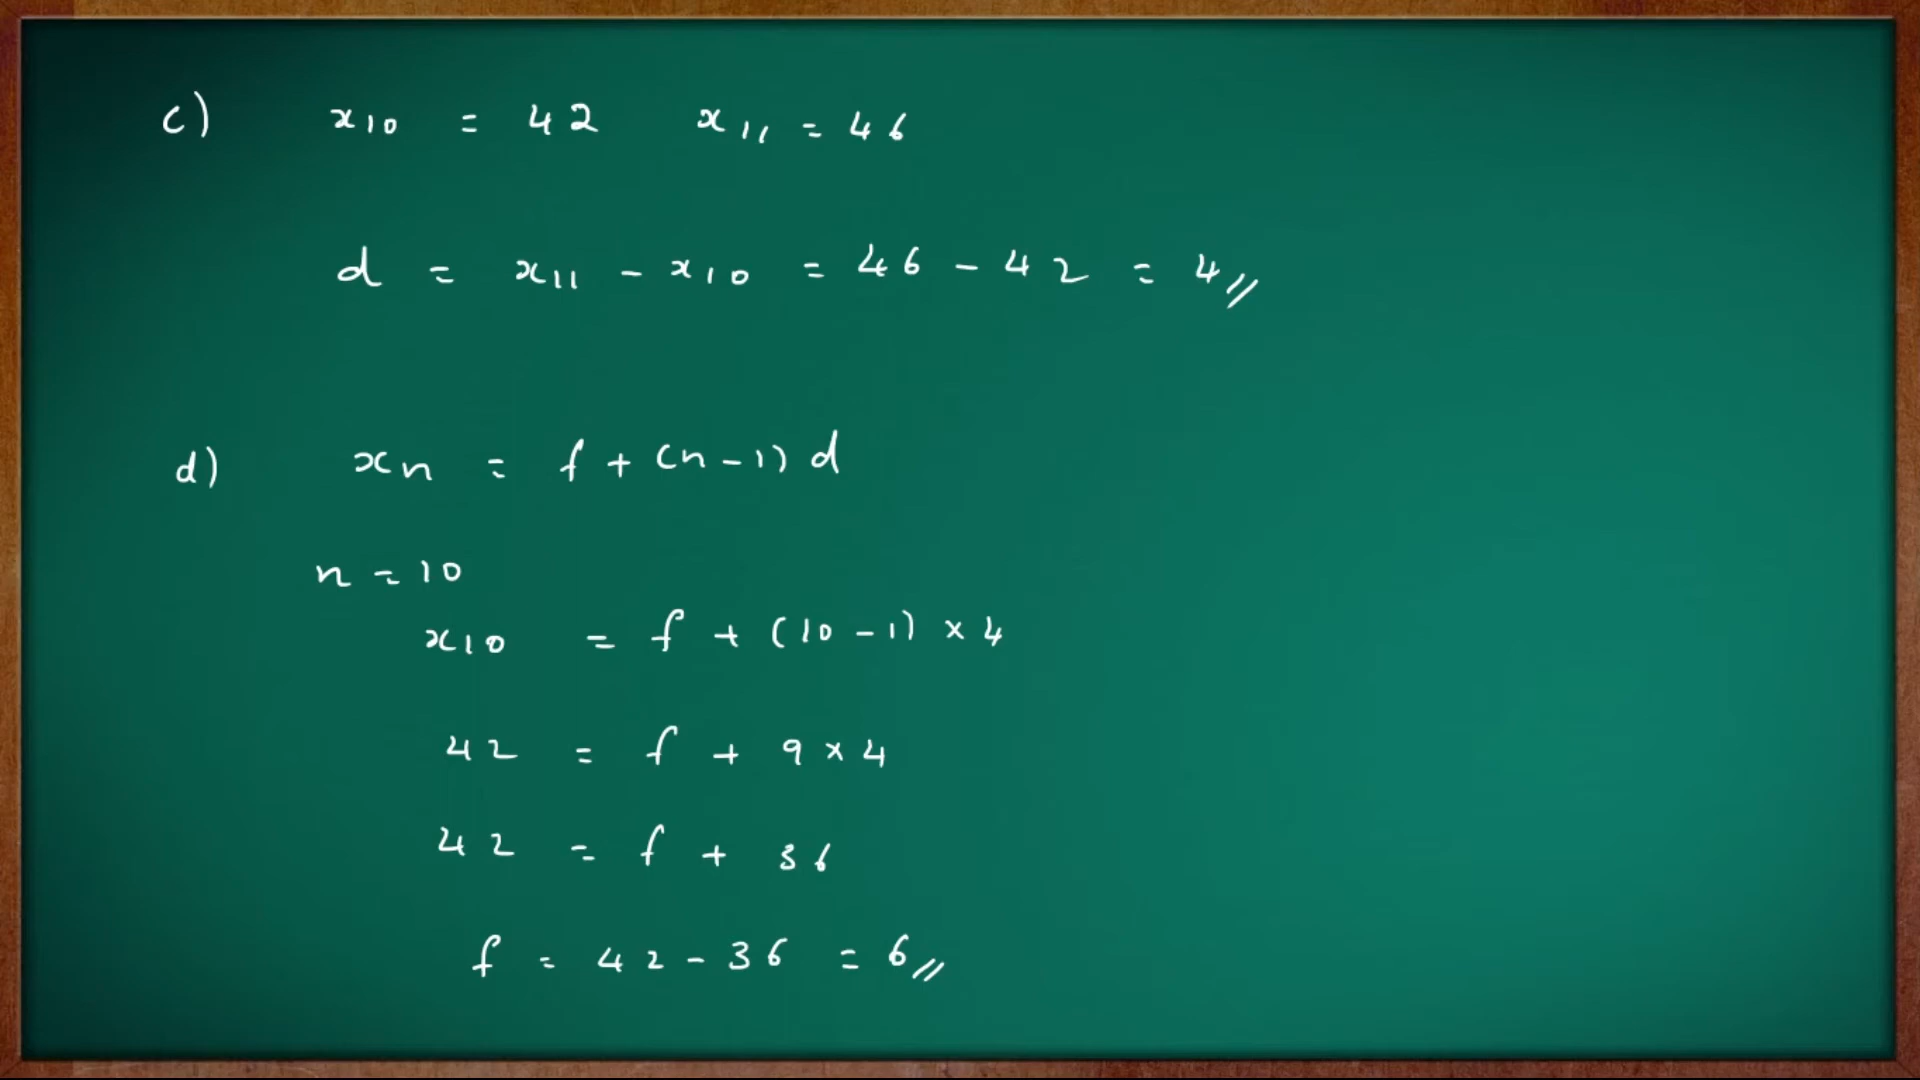 c) x₁₀ = 42 x₁₁ = 46
d = x₁₁ - x₁₀ = 46 - 42 = 4//
d) xn = f + (n-1) d
n = 10
x₁₀ = f + (10-1) × 4
42 = f + 9 × 4
42 = f + 36
f = 42 - 36 = 6//